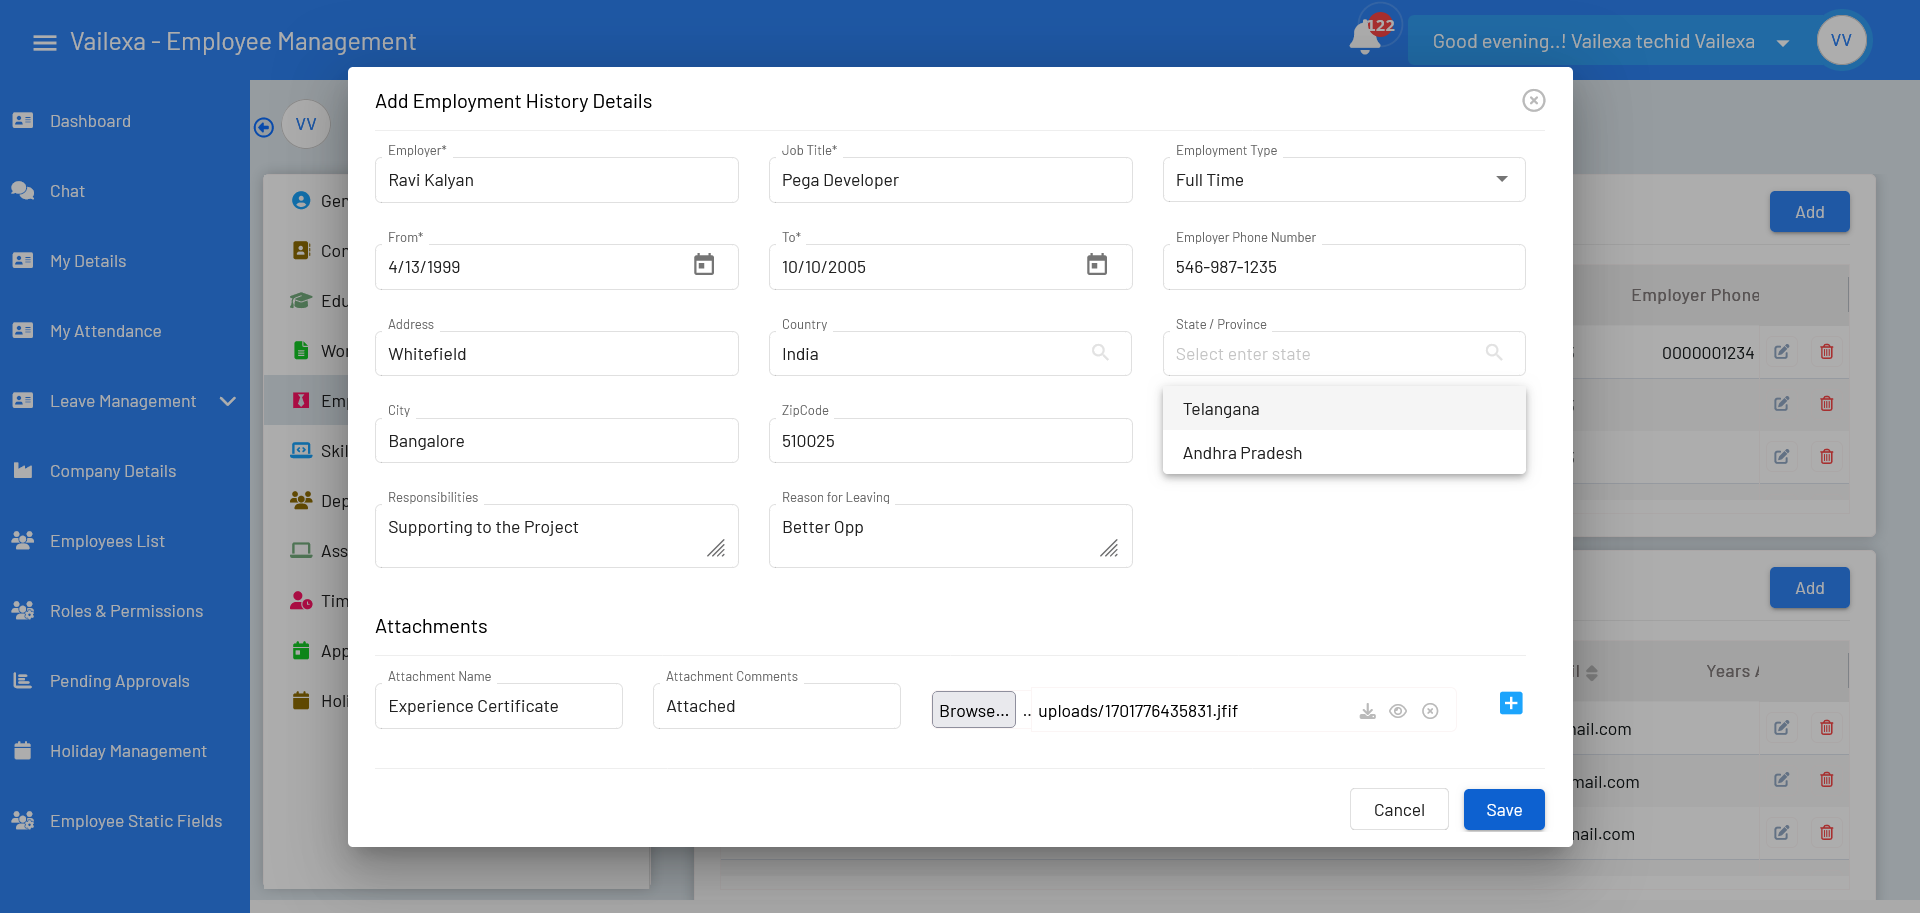 Vailexa - Employee Management
122
Good evening..! Vailexa techid Vailexa
VV
Dashboard
Chat
My Details
My Attendance
Leave Management
Company Details
Employees List
Roles & Permissions
Pending Approvals
Holiday Management
Employee Static Fields
VV
Gen
Con
Edu
Wor
Emp
Skil
Dep
Ass
Tim
App
Holi
Add Employment History Details
Employer*
Ravi Kalyan
Job Title*
Pega Developer
Employment Type
Full Time
From*
4/13/1999
To*
10/10/2005
Employer Phone Number
546-987-1235
Address
Whitefield
Country
India
State / Province
Select enter state
Telangana
Andhra Pradesh
City
Bangalore
ZipCode
510025
Responsibilities
Supporting to the Project
Reason for Leaving
Better Opp
Attachments
Attachment Name
Experience Certificate
Attachment Comments
Attached
Browse...
..
uploads/1701776435831.jfif
Cancel
Save
Add
Employer Phone
0000001234
Add
Years A
ail.com
mail.com
mail.com